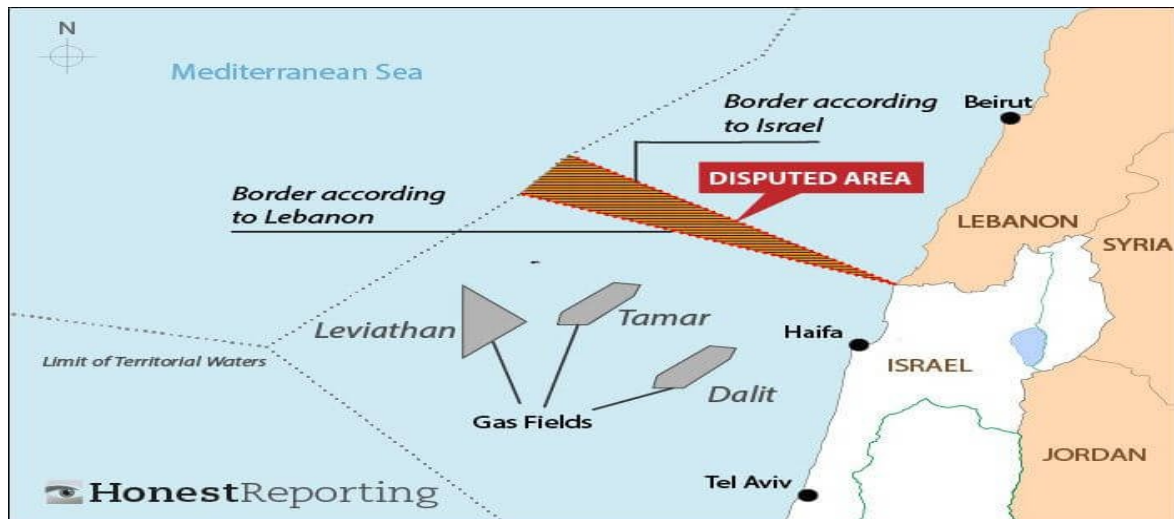 N
Mediterranean Sea
Border according
to Israel
Beirut
DISPUTED AREA
Border according
to Lebanon
LEBANON
SYRIA
Leviathan
Tamar
Haifa
Limit of Territorial Waters
ISRAEL
Dalit
Gas Fields
JORDAN
Tel Aviv
HonestReporting